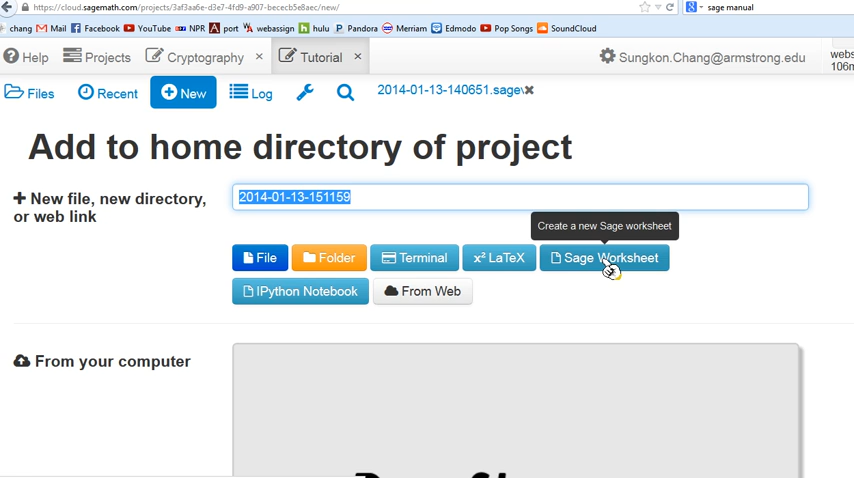 https://cloud.sagemath.com/projects/3af3aa6e-d3e7-4fd9-a907-bececb5e8aec/new/
sage manual
chang Mail Facebook YouTube NPR port webassign hulu Pandora Merriam Edmodo Pop Songs SoundCloud
Help Projects Cryptography × Tutorial × Sungkon.Chang@armstrong.edu
webs
106m
Files Recent New Log 2014-01-13-140651.sagew
Add to home directory of project
New file, new directory,
or web link
2014-01-13-151159
Create a new Sage worksheet
File Folder Terminal x² LaTeX Sage Worksheet
IPython Notebook From Web
From your computer